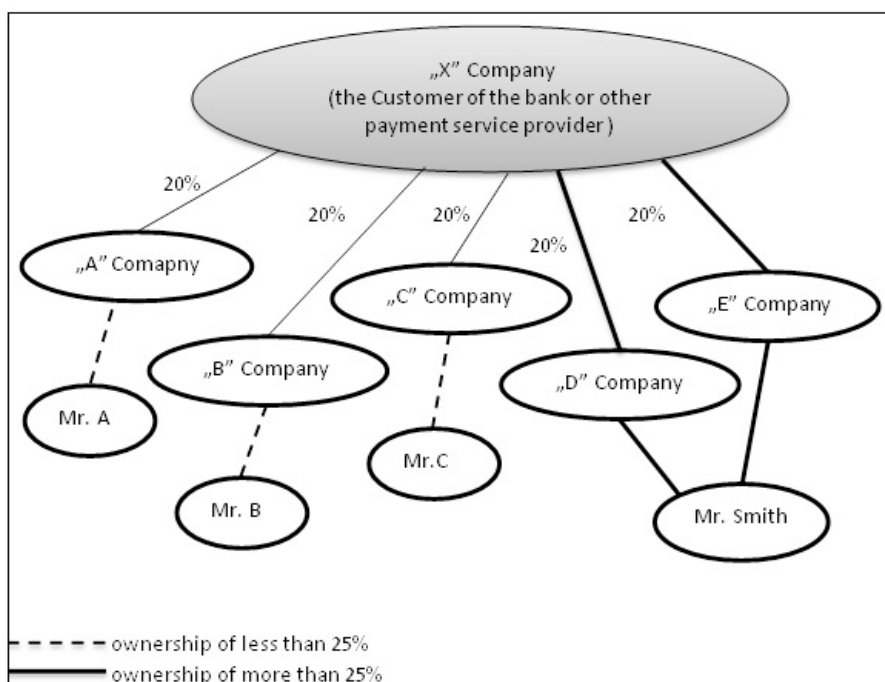 „X” Company
(the Customer of the bank or other
payment service provider )
20%
20%
20%
20%
20%
„A” Comapny
„C” Company
„E” Company
„B” Company
„D” Company
Mr. A
Mr.C
Mr. B
Mr. Smith
ownership of less than 25%
ownership of more than 25%